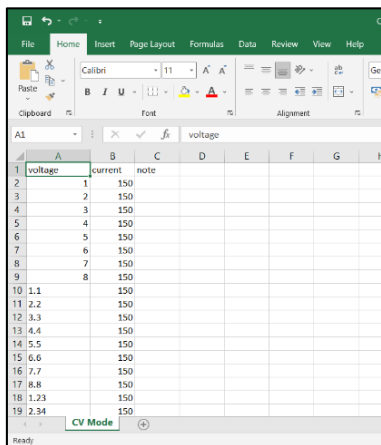 File Home Insert Page Layout Formulas Data Review View Help
Paste
Calibri 11 A A ab
B I U A
Clipboard Font Alignment
A1 fx voltage
A B C D E F G
1 voltage current note
2 1 150
3 2 150
4 3 150
5 4 150
6 5 150
7 6 150
8 7 150
9 8 150
10 1.1 150
11 2.2 150
12 3.3 150
13 4.4 150
14 5.5 150
15 6.6 150
16 7.7 150
17 8.8 150
18 1.23 150
19 2.34 150
CV Mode
Ready